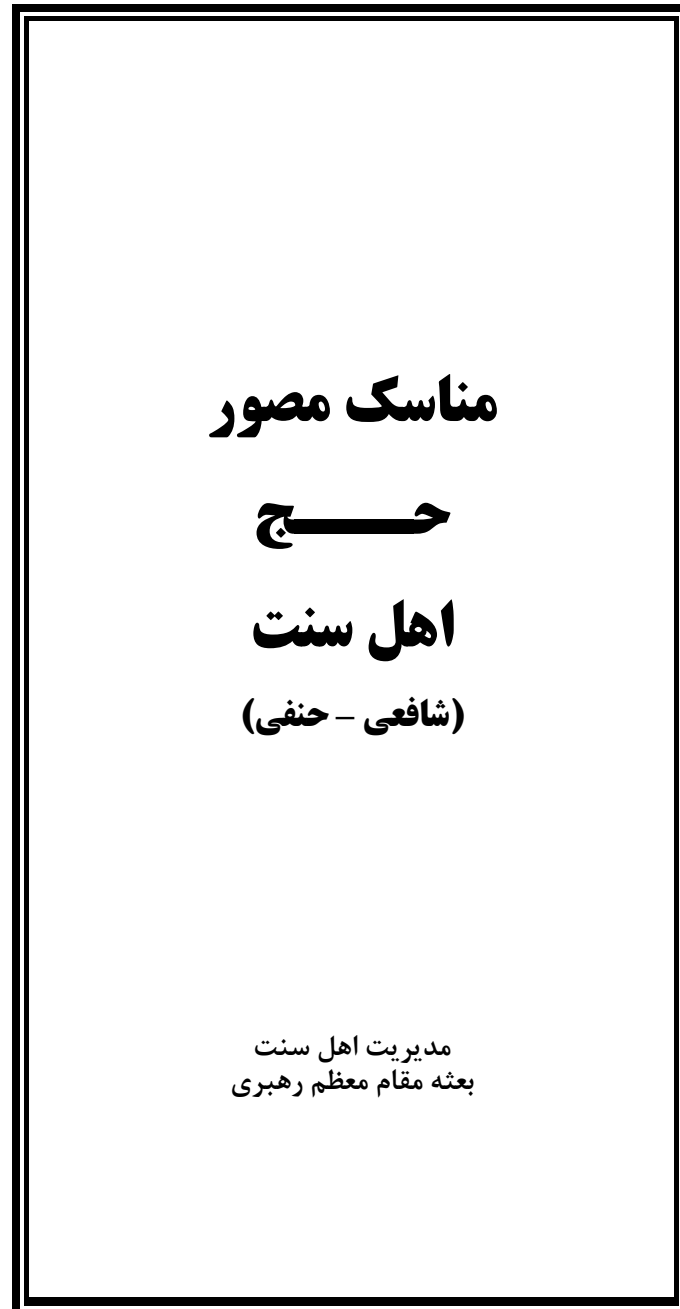 مناسک مصور
حـــــج
اهل سنت
(شافعی – حنفی)
مدیریت اهل سنت
بعثه مقام معظم رهبری